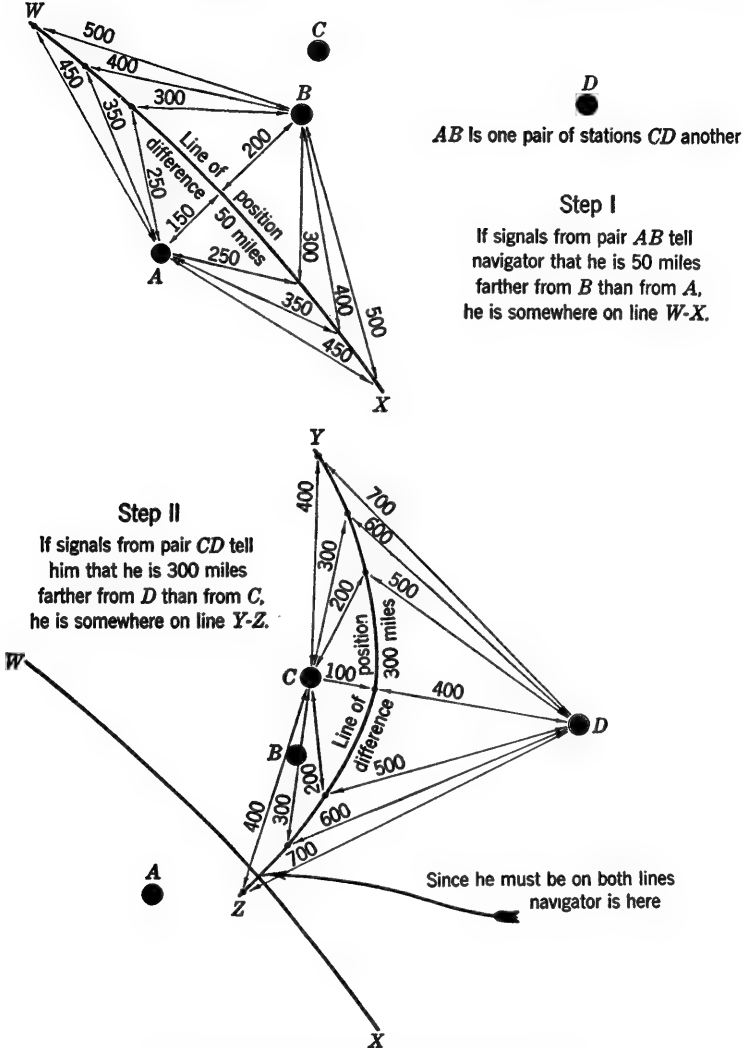 W
500
400
300
450
350
250
C
B
D
AB Is one pair of stations CD another
200
Line of position
difference 50 miles
150
A
250
350
450
300
400
500
X
Step I
If signals from pair AB tell
navigator that he is 50 miles
farther from B than from A,
he is somewhere on line W-X.
Y
400
700
600
300
500
200
Step II
If signals from pair CD tell
him that he is 300 miles
farther from D than from C,
he is somewhere on line Y-Z.
W
C
100
Line of position
difference 300 miles
400
D
B
200
500
400
300
600
700
A
Z
Since he must be on both lines
navigator is here
X